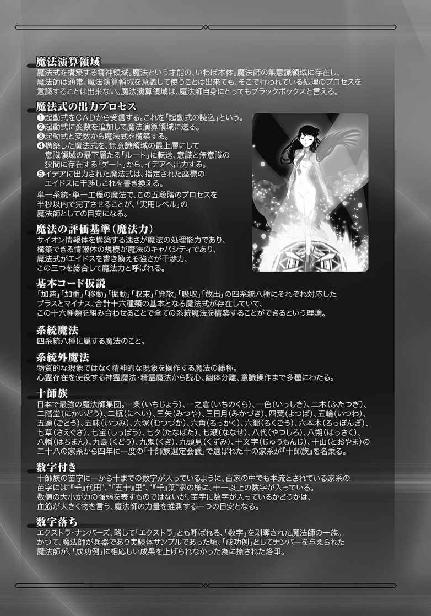 魔法演算領域
魔法式を構築する精神領域。魔法という才能の、いわば本体。魔法師の無意識領域に存在し、
魔法師は通常、魔法演算領域を意識して使うことは出来ても、そこで行われている処理のプロセスを
意識することは出来ない。魔法演算領域は、魔法師自身にとってもブラックボックスと言える。
魔法式の出力プロセス
❶起動式をCADから受信する。これを「起動式の読込」という。
❷起動式に変数を追加して魔法演算領域に送る。
❸起動式と変数から魔法式を構築する。
❹構築した魔法式を、無意識領域の最上層にして
意識領域の最下層たる「ルート」に転送、意識と無意識の
狭間に存在する「ゲート」から、イデアへ出力する。
❺イデアに出力された魔法式は、指定された座標の
エイドスに干渉しこれを書き換える。
単一系統・単一工程の魔法で、この五段階のプロセスを
半秒以内で完了させることが、「実用レベル」の
魔法師としての目安になる。
魔法の評価基準（魔法力）
サイオン情報体を構築する速さが魔法の処理能力であり、
構築できる情報体の規模が魔法のキャパシティであり、
魔法式がエイドスを書き換える強さが干渉力、
この三つを総合して魔法力と呼ばれる。
基本コード仮説
「加速」「加重」「移動」「振動」「収束」「発散」「吸収」「放出」の四系統八種にそれぞれ対応した
プラスとマイナス、合計十六種類の基本となる魔法式が存在していて、
この十六種類を組み合わせることで全ての系統魔法を構築することができるという理論。
系統魔法
四系統八種に属する魔法のこと。
系統外魔法
物質的な現象ではなく精神的な現象を操作する魔法の総称。
心霊存在を使役する神霊魔法・精霊魔法から読心、幽体分離、意識操作まで多種にわたる。
十師族
日本で最強の魔法師集団。一条（いちじょう）、一之倉（いちのくら）、一色（いっしき）、二木（ふたつぎ）、
二階堂（にかいどう）、二瓶（にへい）、三矢（みつや）、三日月（みかづき）、四葉（よつば）、五輪（いつわ）、
五頭（ごとう）、五味（いつみ）、六塚（むつづか）、六角（ろっかく）、六郷（ろくごう）、六本木（ろっぽんぎ）、
七草（さえぐさ）、七宝（しっぽう）、七夕（たなばた）、七瀬（ななせ）、八代（やつしろ）、八朔（はっさく）、
八幡（はちまん）、九島（くどう）、九鬼（くき）、九頭見（くずみ）、十文字（じゅうもんじ）、十山（とおやま）の
二十八の家系から四年に一度の「十師族選定会議」で選ばれた十の家系が「十師族」を名乗る。
数字付き
十師族の苗字に一から十までの数字が入っているように、百家の中でも本流とされている家系の
苗字には『"千"代田』、『"五十"里』、『"千"葉』家の様に、十一以上の数字が入っている。
数値の大小が力の強弱を表すものではないが、苗字に数字が入っているかどうかは、
血筋が大きく物を言う、魔法師の力量を推測する一つの目安となる。
数字落ち
エクストラ・ナンバーズ、略して「エクストラ」とも呼ばれる、「数字」を剥奪された魔法師の一族。
かつて、魔法師が兵器であり実験体サンプルであった頃、「成功例」としてナンバーを与えられた
魔法師が、「成功例」に相応しい成果を上げられなかった為に捺された烙印。